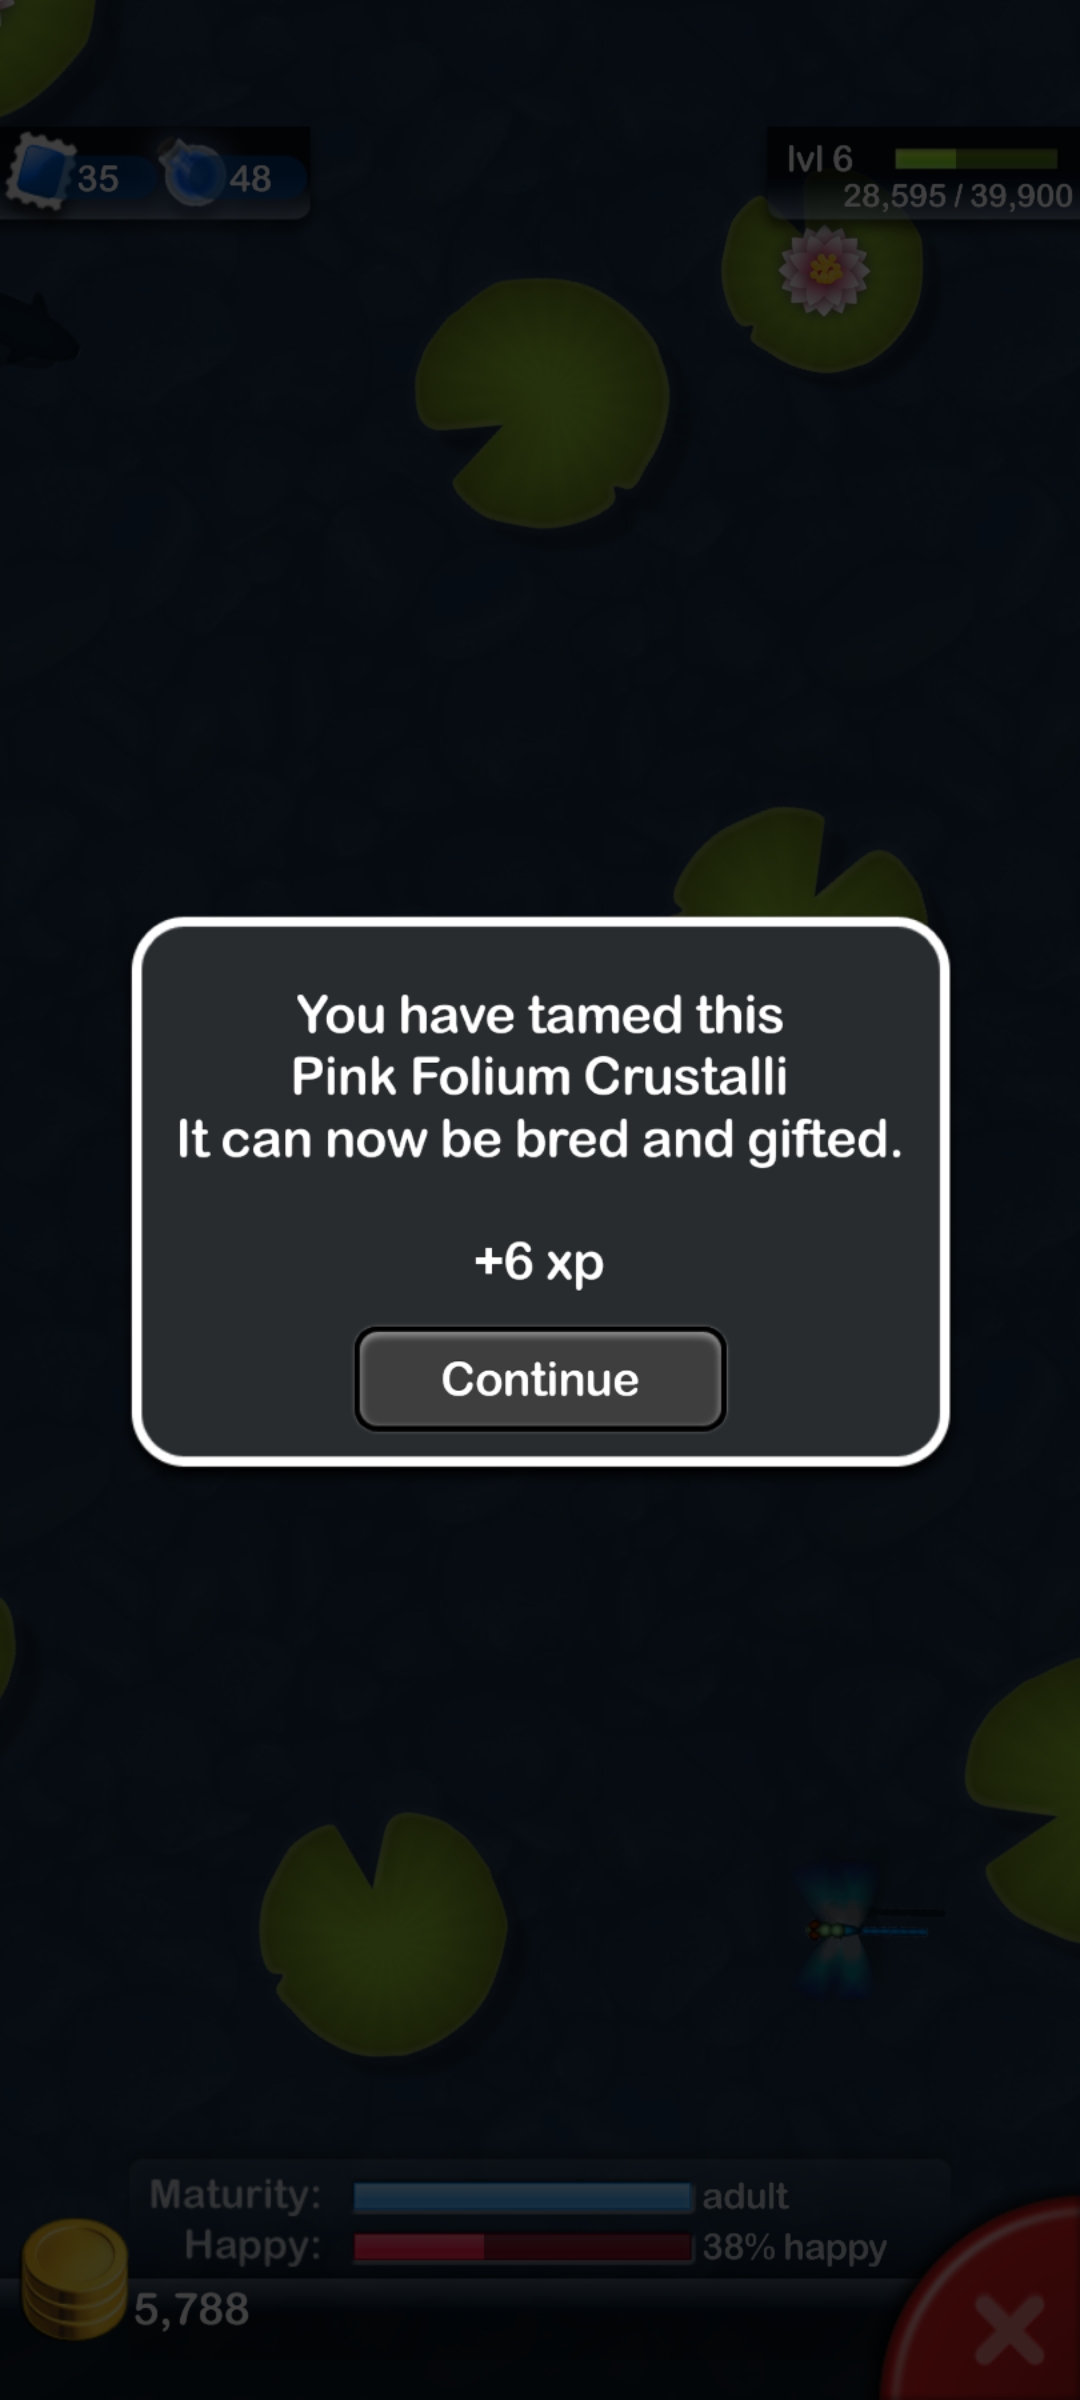 35
48
lvl 6
28,595 / 39,900
You have tamed this
Pink Folium Crustalli
It can now be bred and gifted.
+6 xp
Continue
Maturity: adult
Happy: 38% happy
5,788